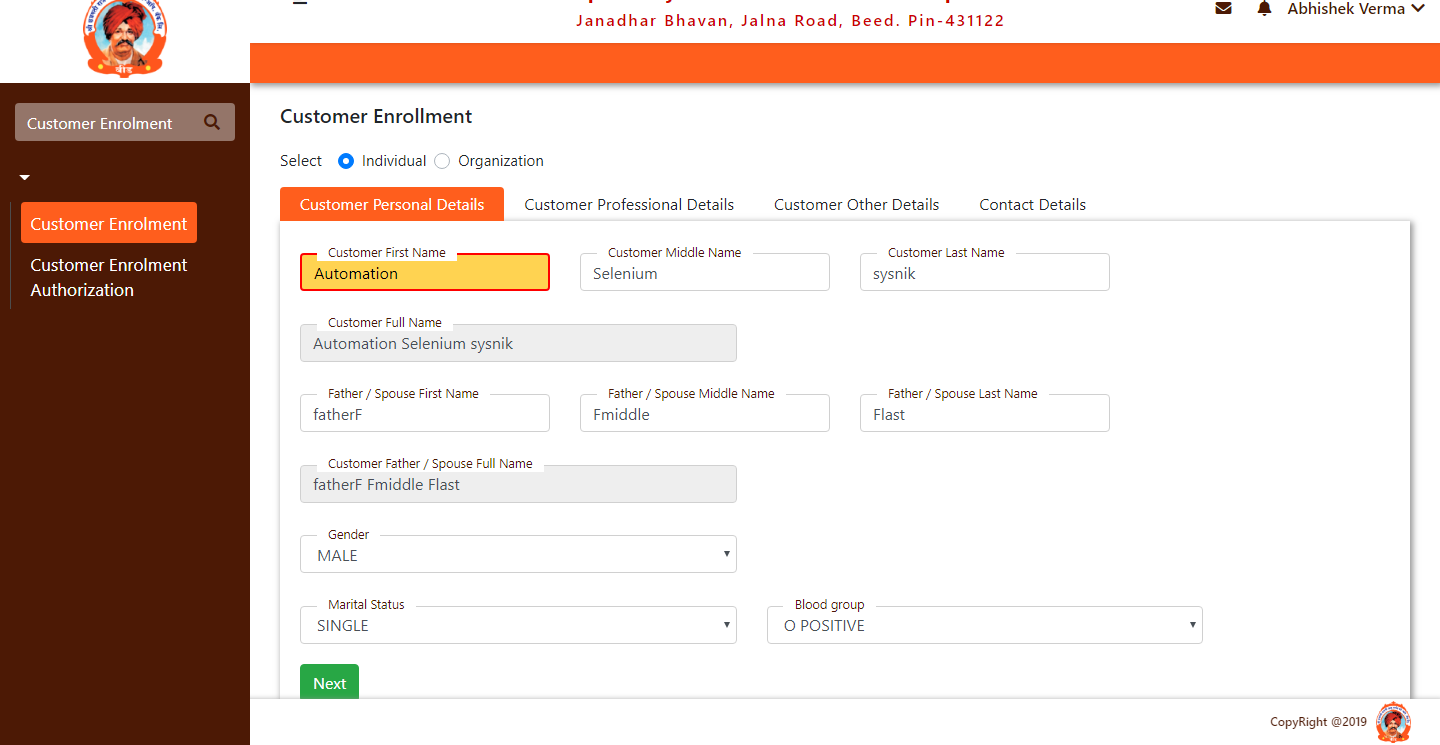 Janadhar Bhavan, Jalna Road, Beed. Pin-431122
Abhishek Verma
Customer Enrolment
Customer Enrolment
Customer Enrolment
Authorization
Customer Enrollment
Select Individual Organization
Customer Personal Details Customer Professional Details Customer Other Details Contact Details
Customer First Name Customer Middle Name Customer Last Name
Automation Selenium sysnik
Customer Full Name
Automation Selenium sysnik
Father / Spouse First Name Father / Spouse Middle Name Father / Spouse Last Name
fatherF Fmiddle Flast
Customer Father / Spouse Full Name
fatherF Fmiddle Flast
Gender
MALE
Marital Status Blood group
SINGLE O POSITIVE
Next
CopyRight @2019